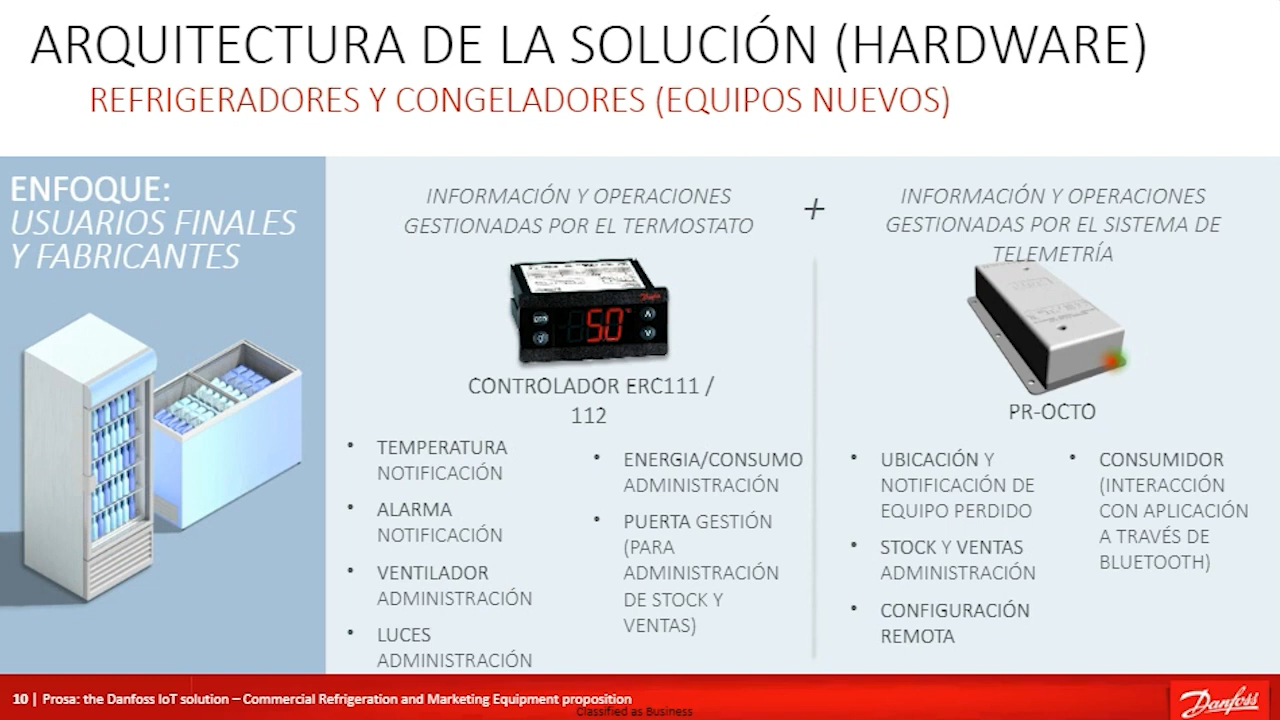 ARQUITECTURA DE LA SOLUCIÓN (HARDWARE)
REFRIGERADORES Y CONGELADORES (EQUIPOS NUEVOS)
ENFOQUE:
USUARIOS FINALES
Y FABRICANTES
INFORMACIÓN Y OPERACIONES
GESTIONADAS POR EL TERMOSTATO
+
INFORMACIÓN Y OPERACIONES
GESTIONADAS POR EL SISTEMA DE
TELEMETRÍA
Danfoss
50°
CONTROLADOR ERC111 /
112
PR-OCTO
• TEMPERATURA
NOTIFICACIÓN
• ALARMA
NOTIFICACIÓN
• VENTILADOR
ADMINISTRACIÓN
• LUCES
ADMINISTRACIÓN
• ENERGIA/CONSUMO
ADMINISTRACIÓN
• PUERTA GESTIÓN
(PARA
ADMINISTRACIÓN
DE STOCK Y
VENTAS)
• UBICACIÓN Y
NOTIFICACIÓN DE
EQUIPO PERDIDO
• STOCK Y VENTAS
ADMINISTRACIÓN
• CONFIGURACIÓN
REMOTA
• CONSUMIDOR
(INTERACCIÓN
CON APLICACIÓN
A TRAVÉS DE
BLUETOOTH)
10 | Prosa: the Danfoss IoT solution – Commercial Refrigeration and Marketing Equipment proposition
Classified as Business
Danfoss